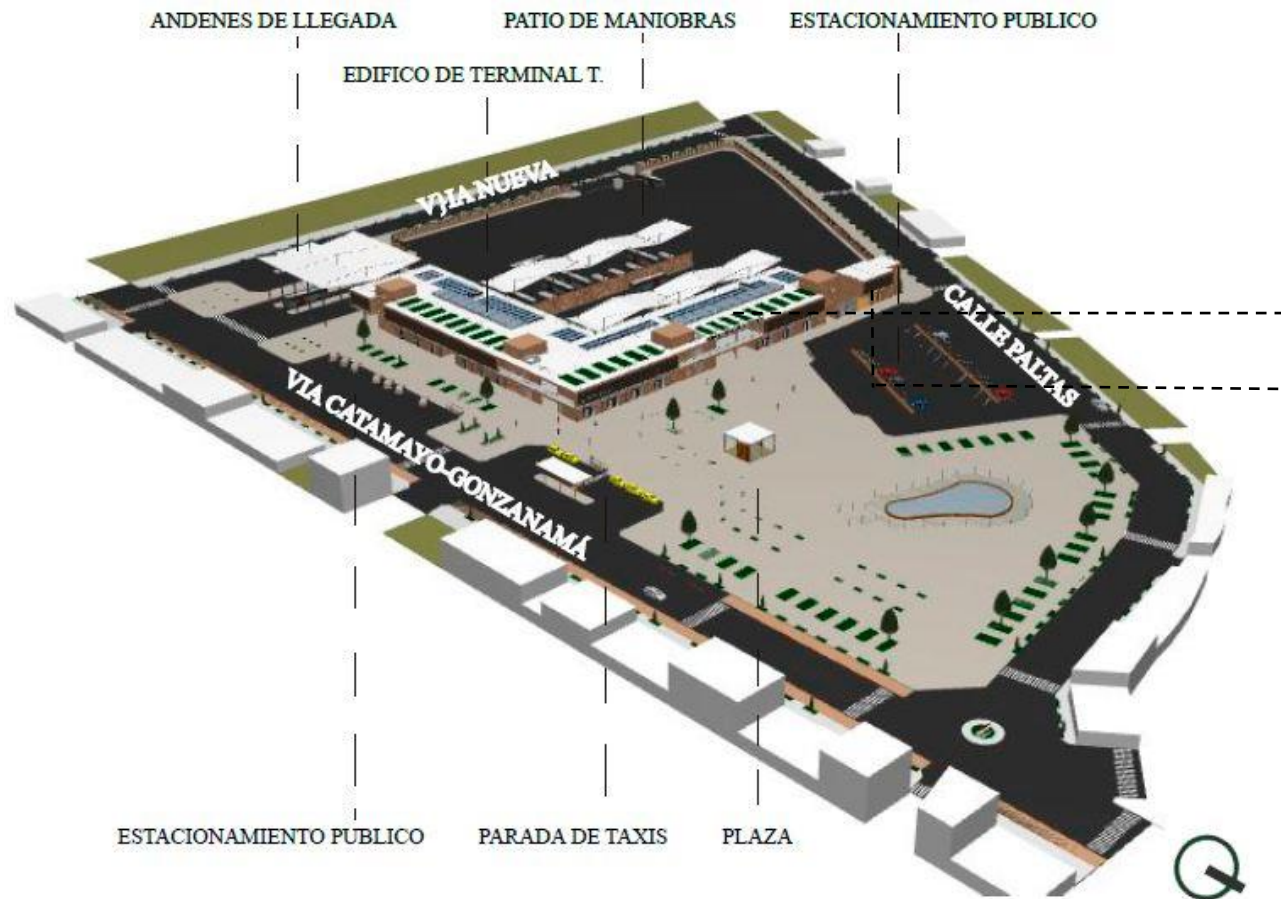 ANDENES DE LLEGADA
PATIO DE MANIOBRAS
ESTACIONAMIENTO PUBLICO
EDIFICO DE TERMINAL T.
V}IA NUEVA
CALLE PALTAS
VIA CATAMAYO-GONZANAMÁ
ESTACIONAMIENTO PUBLICO
PARADA DE TAXIS
PLAZA